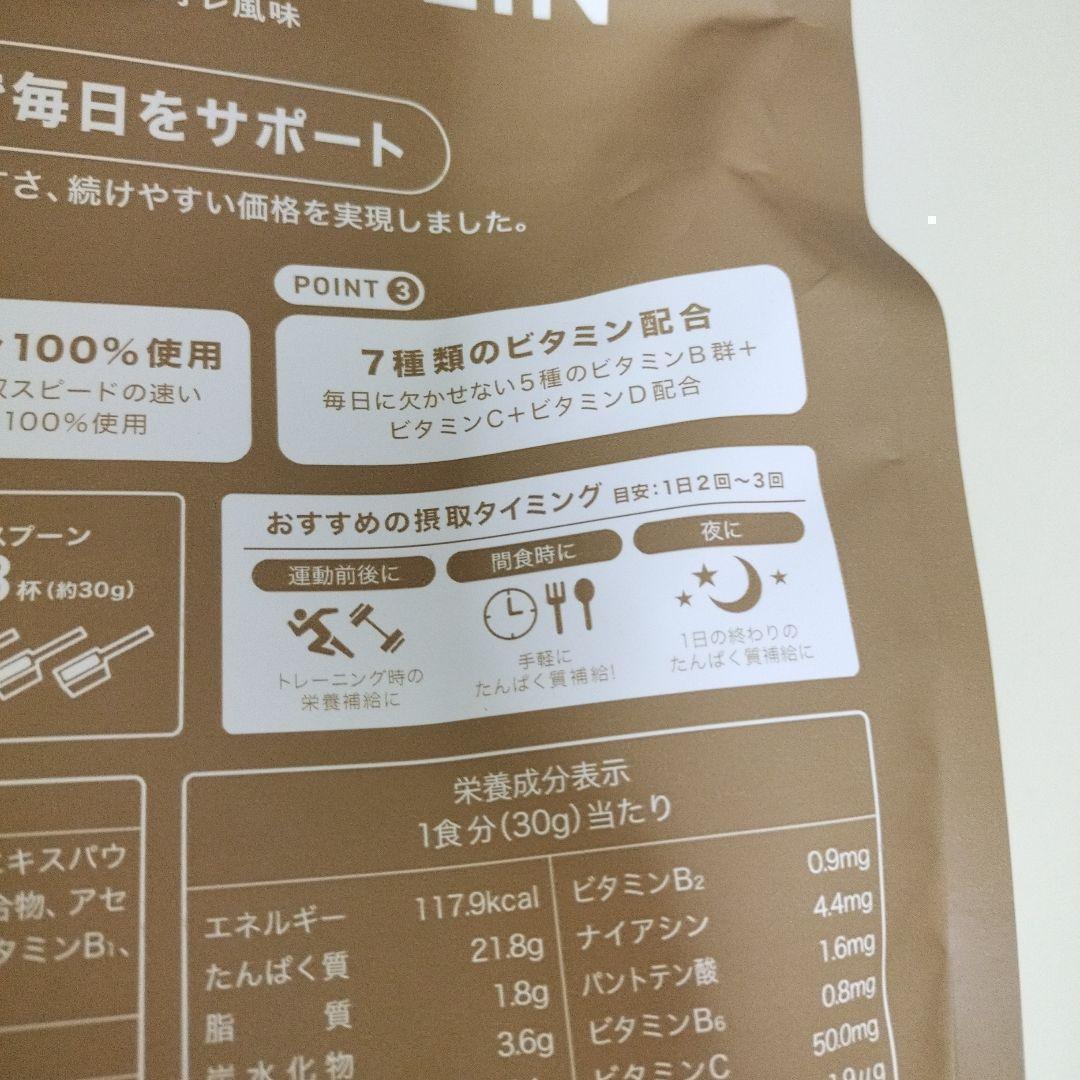 風味
毎日をサポート
さ、続けやすい価格を実現しました。
POINT 3
100%使用
スピードの速い
100%使用
7種類のビタミン配合
毎日に欠かせない5種のビタミンB群+
ビタミンC+ビタミンD配合
スプーン
杯(約30g)
おすすめの摂取タイミング 目安:1日2回〜3回
運動前後に
トレーニング時の
栄養補給に
間食時に
手軽に
たんぱく質補給!
夜に
1日の終わりの
たんぱく質補給に
キスパウ
合物、アセ
タミンB1、
栄養成分表示
1食分(30g)当たり
エネルギー 117.9kcal
たんぱく質 21.8g
脂質 1.8g
炭水化物 3.6g
ビタミンB2 0.9mg
ナイアシン 4.4mg
パントテン酸 1.6mg
ビタミンB6 0.8mg
ビタミンC 50.0mg